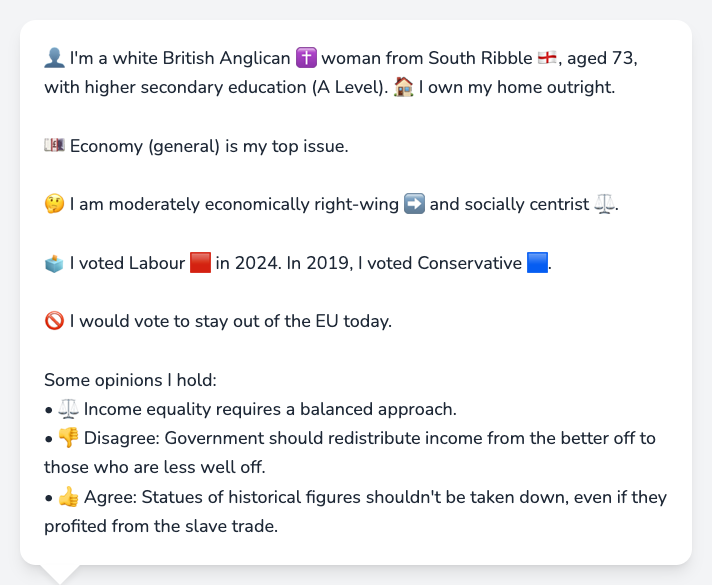 👤 I'm a white British Anglican ✝️ woman from South Ribble 🏴󠁧󠁢󠁥󠁮󠁧󠁿, aged 73,
with higher secondary education (A Level). 🏠 I own my home outright.
💷 Economy (general) is my top issue.
🤔 I am moderately economically right-wing ➡️ and socially centrist ⚖️.
🗳️ I voted Labour 🟥 in 2024. In 2019, I voted Conservative 🟦.
🚫 I would vote to stay out of the EU today.
Some opinions I hold:
• ⚖️ Income equality requires a balanced approach.
• 👎 Disagree: Government should redistribute income from the better off to
those who are less well off.
• 👍 Agree: Statues of historical figures shouldn't be taken down, even if they
profited from the slave trade.